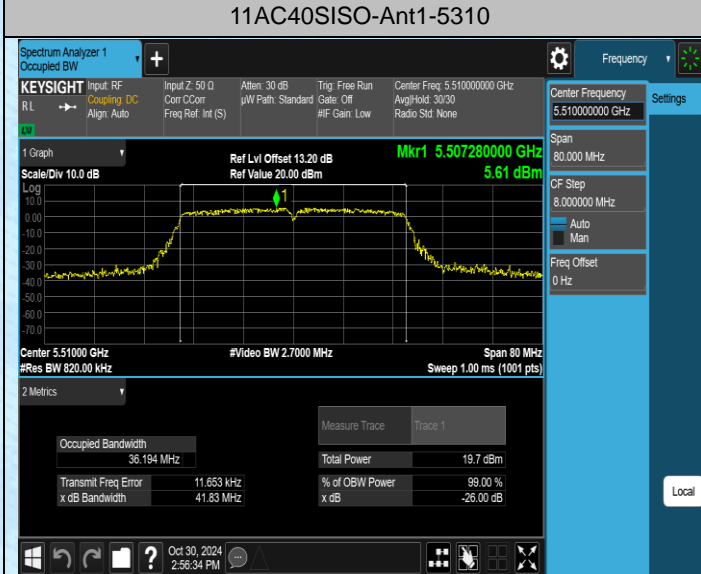 11AC40SISO-Ant1-5310
Spectrum Analyzer 1
Occupied BW
+
Frequency
KEYSIGHT
RL
LXI
Input: RF
Coupling: DC
Align: Auto
Input Z: 50 Ω
Corr CCorr
Freq Ref: Int (S)
Atten: 30 dB
µW Path: Standard
Trig: Free Run
Gate: Off
#IF Gain: Low
Center Freq: 5.510000000 GHz
Avg|Hold: 30/30
Radio Std: None
Center Frequency
5.510000000 GHz
Settings
Span
80.000 MHz
CF Step
8.000000 MHz
Auto
Man
Freq Offset
0 Hz
1 Graph
Scale/Div 10.0 dB
Ref Lvl Offset 13.20 dB
Ref Value 20.00 dBm
Mkr1 5.507280000 GHz
5.61 dBm
Log
10.0
0.00
-10.0
-20.0
-30.0
-40.0
-50.0
-60.0
-70.0
1
Center 5.51000 GHz
#Res BW 820.00 kHz
#Video BW 2.7000 MHz
Span 80 MHz
Sweep 1.00 ms (1001 pts)
2 Metrics
Measure Trace Trace 1
Occupied Bandwidth
36.194 MHz
Total Power 19.7 dBm
Transmit Freq Error 11.653 kHz
% of OBW Power 99.00 %
x dB Bandwidth 41.83 MHz
x dB -26.00 dB
Local
?
Oct 30, 2024
2:56:34 PM